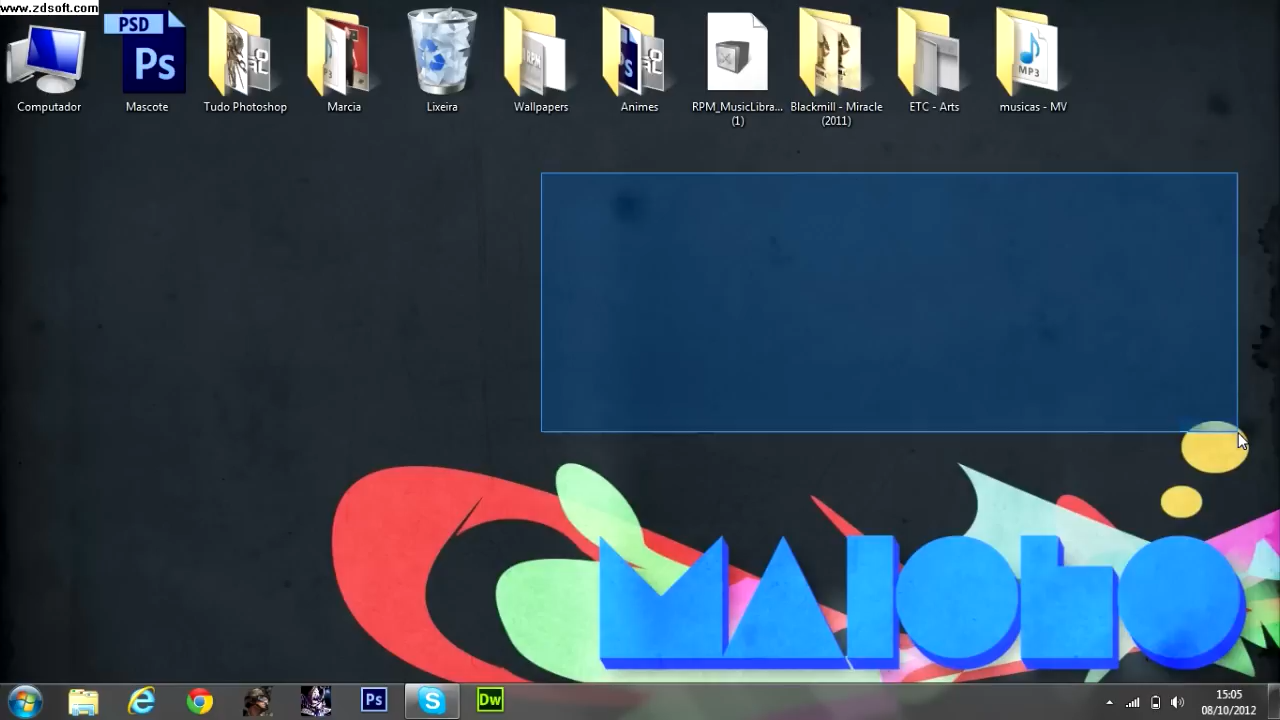 www.zdsoft.com
PSD
Ps
Computador
Mascote
Tudo Photoshop
Marcia
Lixeira
RPM
Wallpapers
Animes
RPM_MusicLibra...
(1)
Blackmill - Miracle
(2011)
ETC - Arts
MP3
musicas - MV
Ps
S
Dw
15:05
08/10/2012